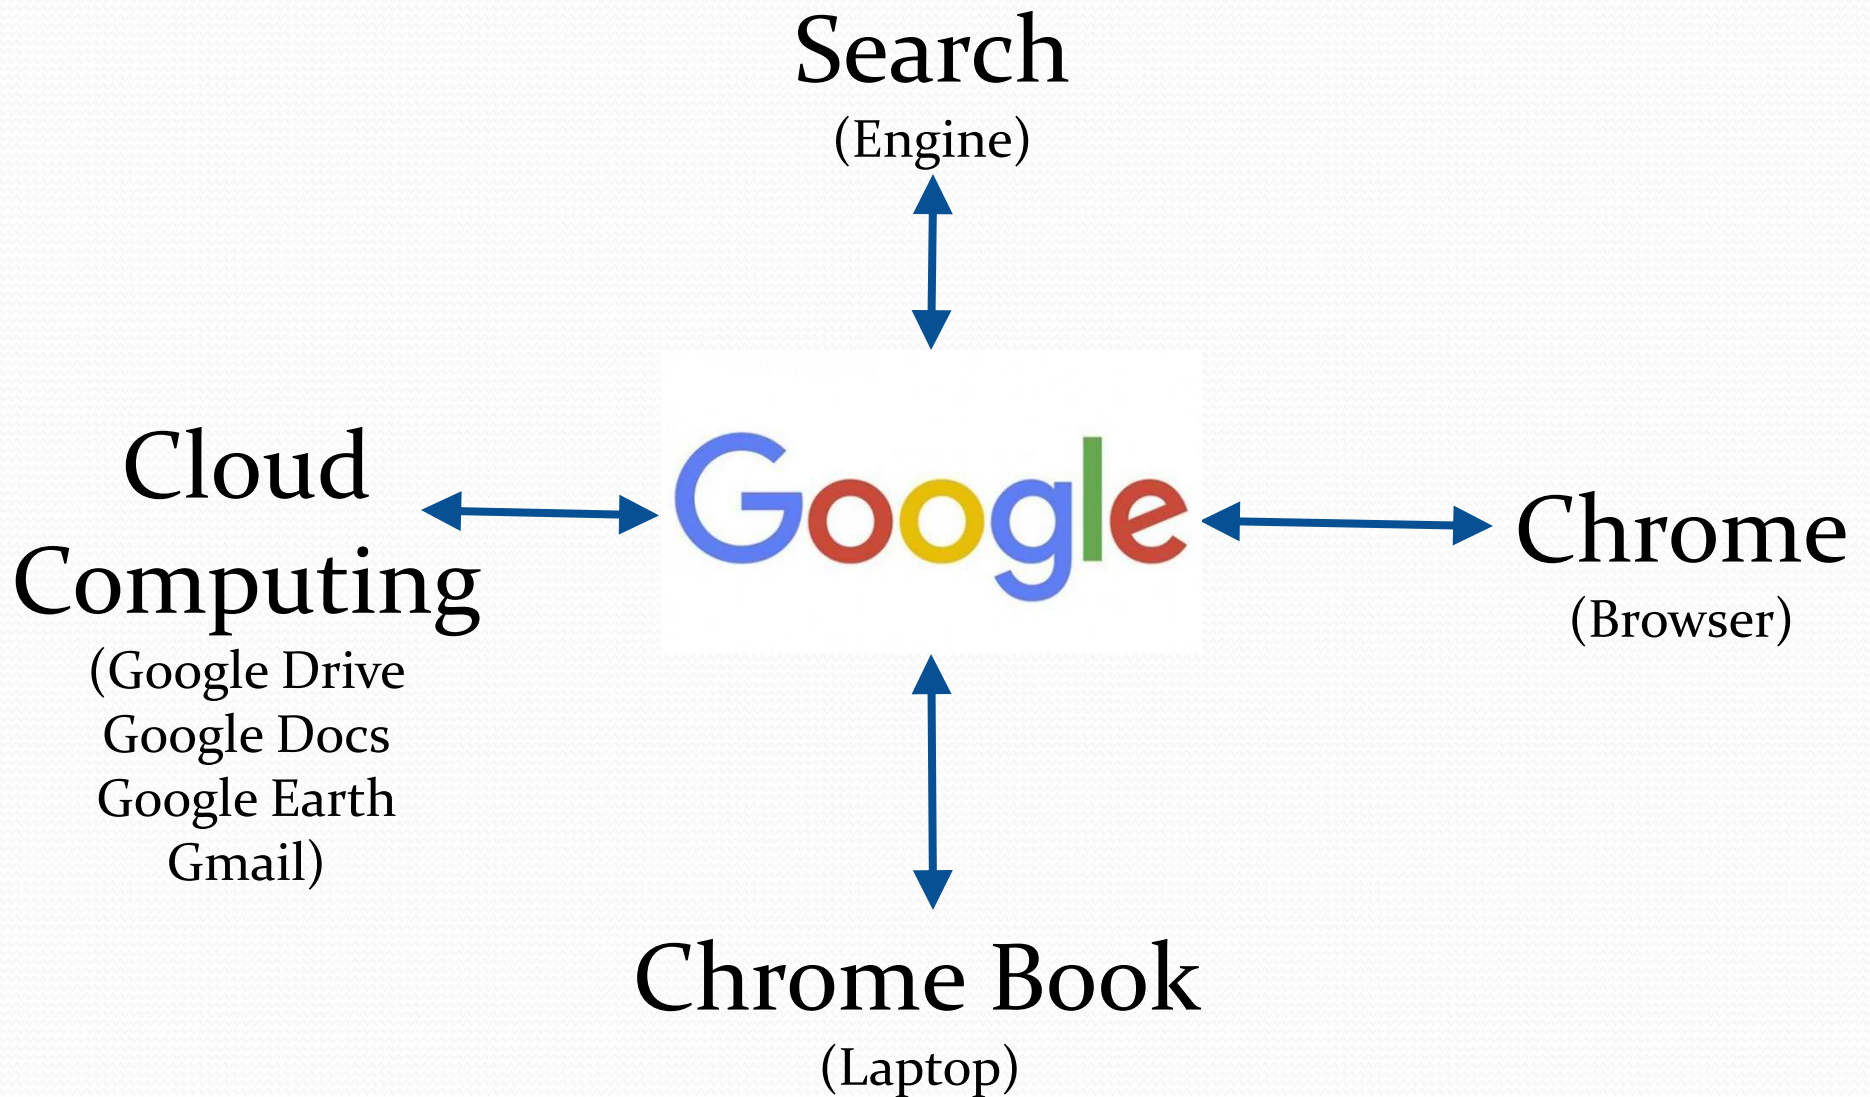 Search
(Engine)
Google
Cloud
Computing
(Google Drive
Google Docs
Google Earth
Gmail)
Chrome
(Browser)
Chrome Book
(Laptop)